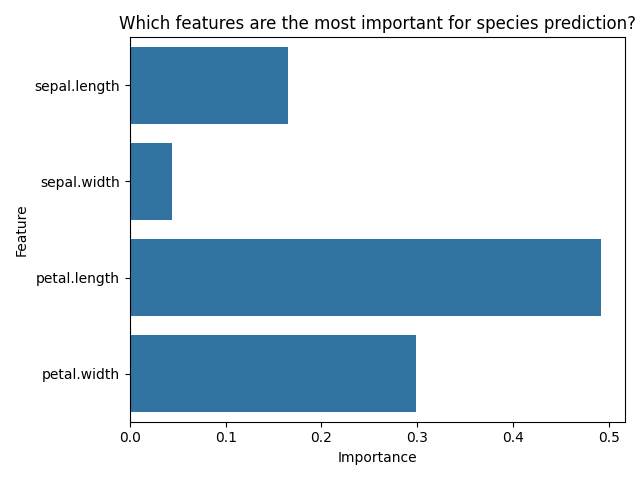 Which features are the most important for species prediction?
sepal.length
sepal.width
petal.length
petal.width
Feature
0.0 0.1 0.2 0.3 0.4 0.5
Importance